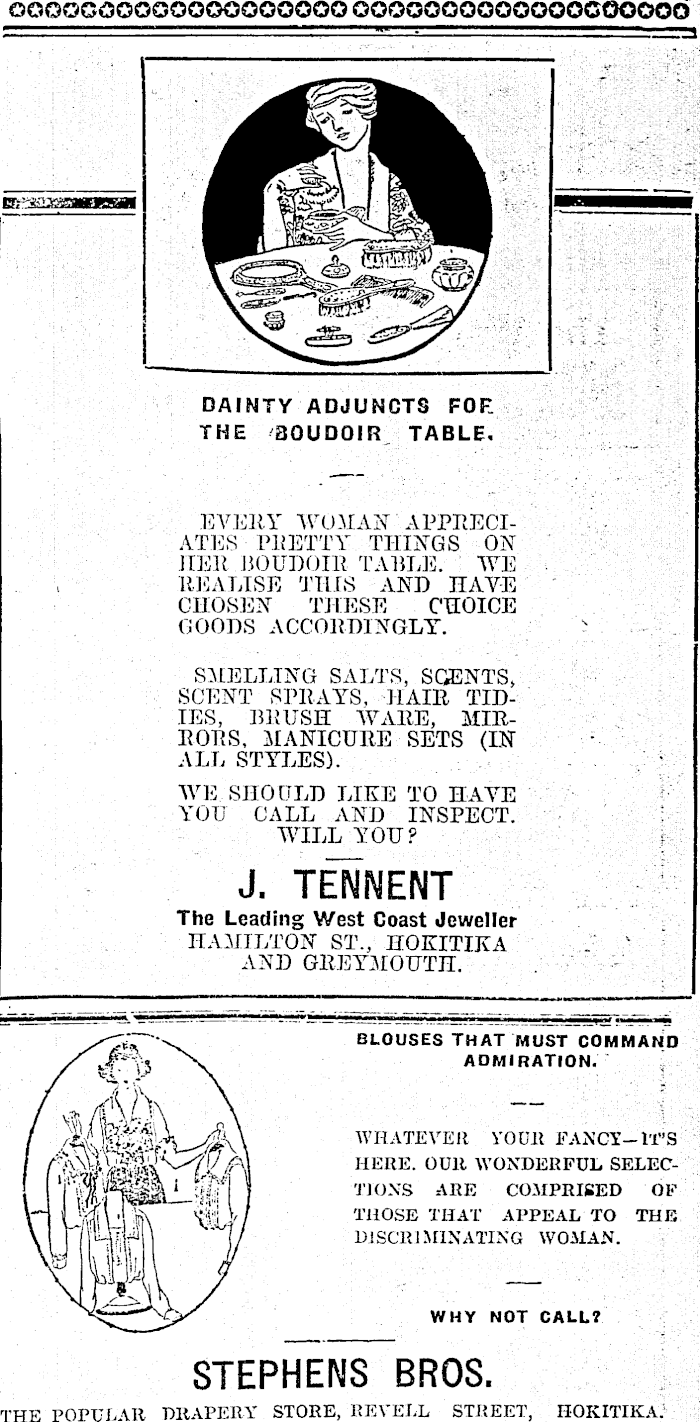 DAINTY ADJUNCTS FOR
THE BOUDOIR TABLE.
EVERY WOMAN APPRECI-
ATES PRETTY THINGS ON
HER BOUDOIR TABLE. WE
REALISE THIS AND HAVE
CHOSEN THESE CHOICE
GOODS ACCORDINGLY.
SMELLING SALTS, SCENTS,
SCENT SPRAYS, HAIR TID-
IES, BRUSH WARE, MIR-
RORS, MANICURE SETS (IN
ALL STYLES).
WE SHOULD LIKE TO HAVE
YOU CALL AND INSPECT.
WILL YOU?
J. TENNENT
The Leading West Coast Jeweller
HAMILTON ST., HOKITIKA
AND GREYMOUTH.
BLOUSES THAT MUST COMMAND
ADMIRATION.
WHATEVER YOUR FANCY—IT'S
HERE. OUR WONDERFUL SELEC-
TIONS ARE COMPRISED OF
THOSE THAT APPEAL TO THE
DISCRIMINATING WOMAN.
WHY NOT CALL?
STEPHENS BROS.
THE POPULAR DRAPERY STORE, REVELL STREET, HOKITIKA.